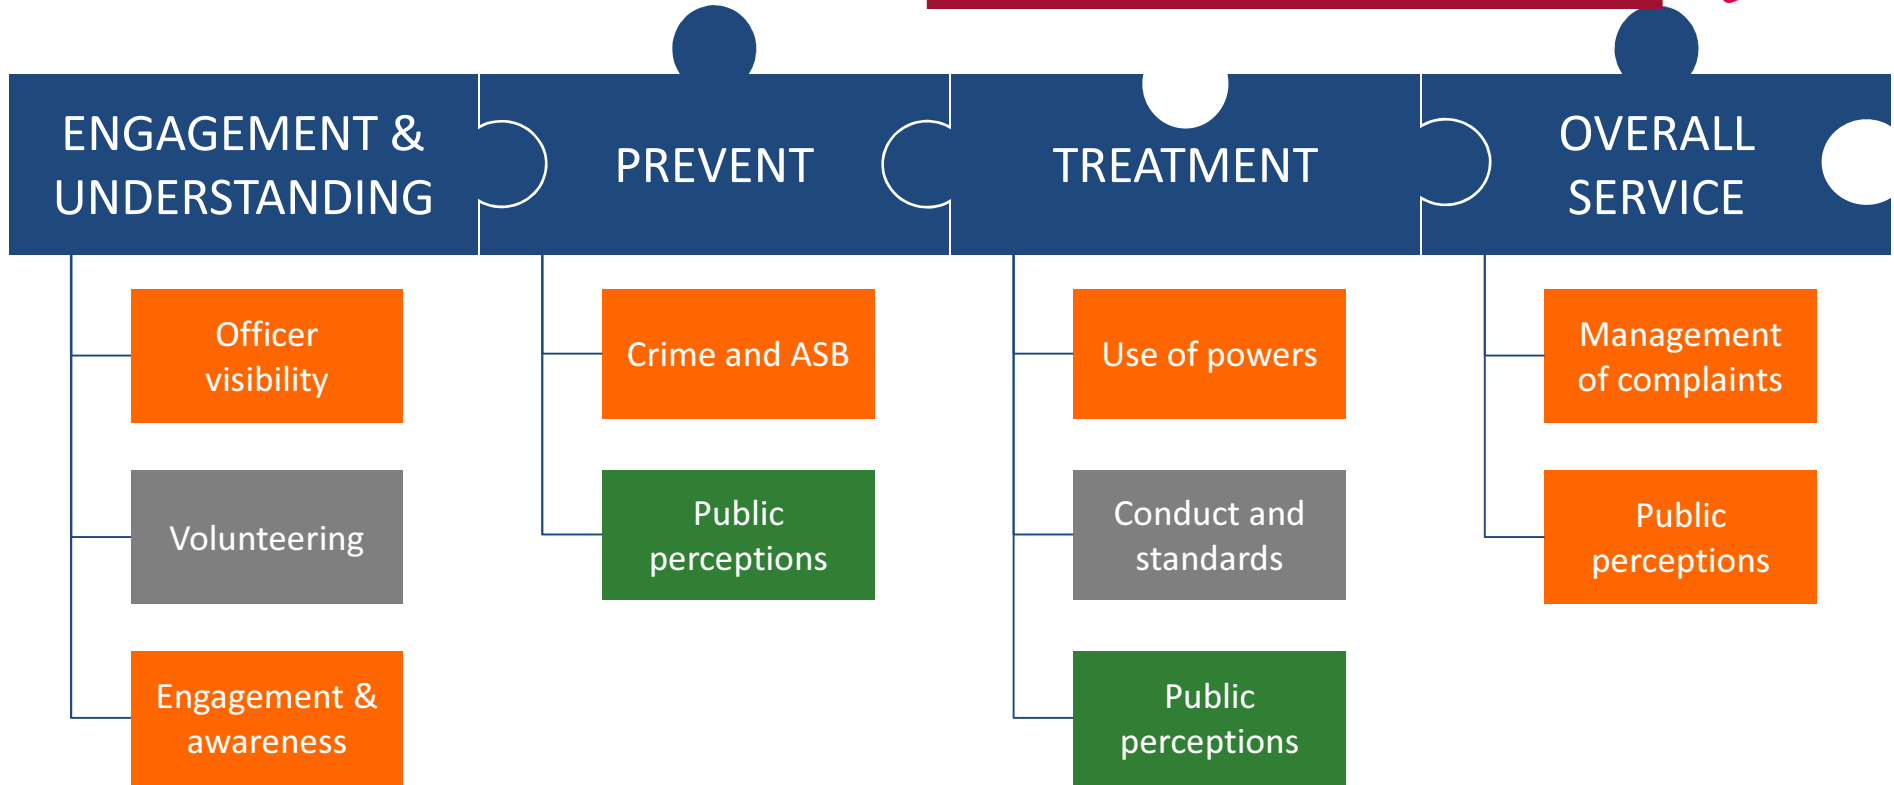 ENGAGEMENT &
UNDERSTANDING
Officer
visibility
Volunteering
Engagement &
awareness
PREVENT
Crime and ASB
Public
perceptions
TREATMENT
Use of powers
Conduct and
standards
Public
perceptions
OVERALL
SERVICE
Management
of complaints
Public
perceptions